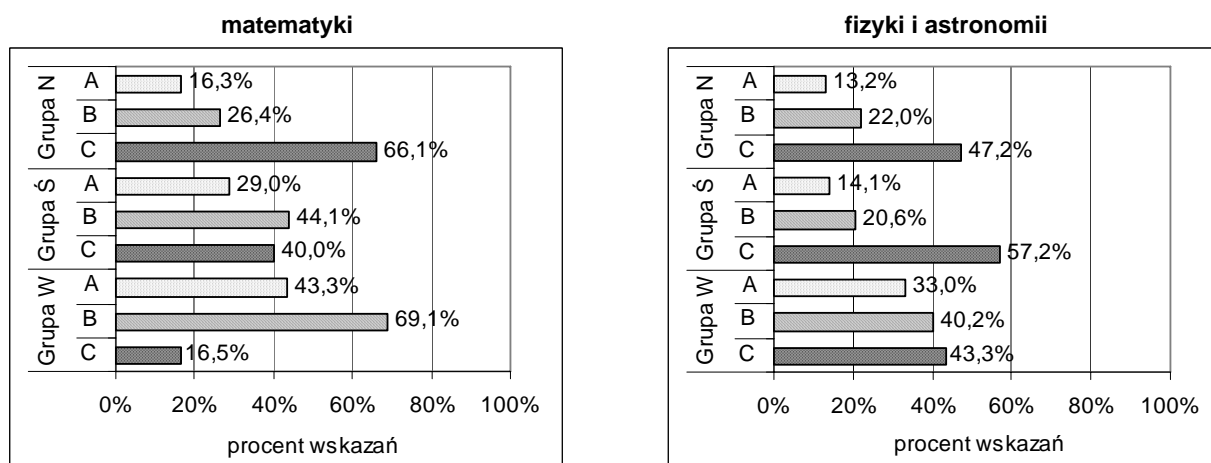 matematyki
Grupa N
A
16,3%
B
26,4%
C
66,1%
Grupa Ś
A
29,0%
B
44,1%
C
40,0%
Grupa W
A
43,3%
B
69,1%
C
16,5%
0% 20% 40% 60% 80% 100%
procent wskazań
fizyki i astronomii
Grupa N
A
13,2%
B
22,0%
C
47,2%
Grupa Ś
A
14,1%
B
20,6%
C
57,2%
Grupa W
A
33,0%
B
40,2%
C
43,3%
0% 20% 40% 60% 80% 100%
procent wskazań